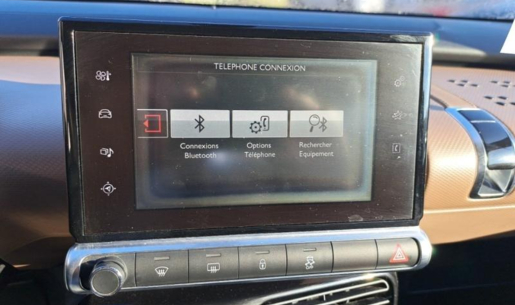 TELEPHONE CONNEXION
Connexions
Bluetooth
Options
Téléphone
Rechercher
Equipement